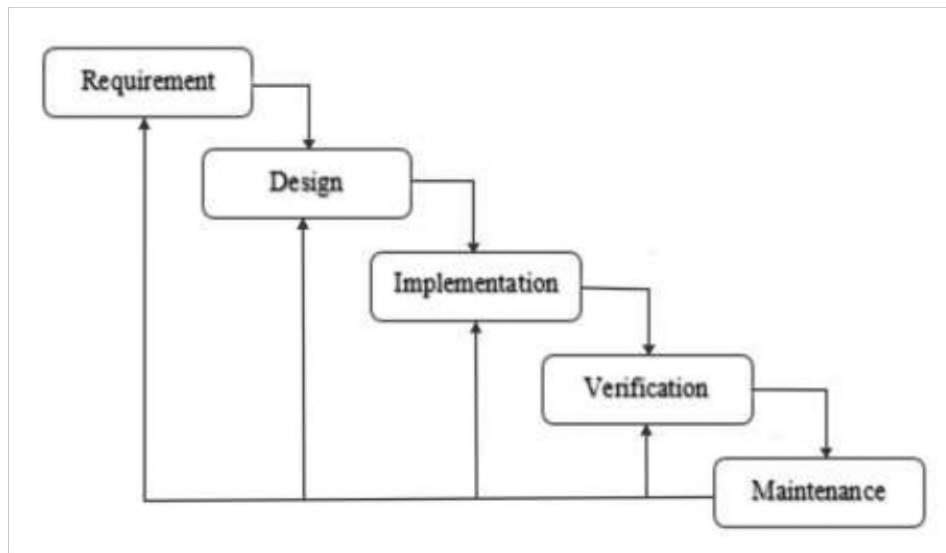 Requirement
Design
Implementation
Verification
Maintenance